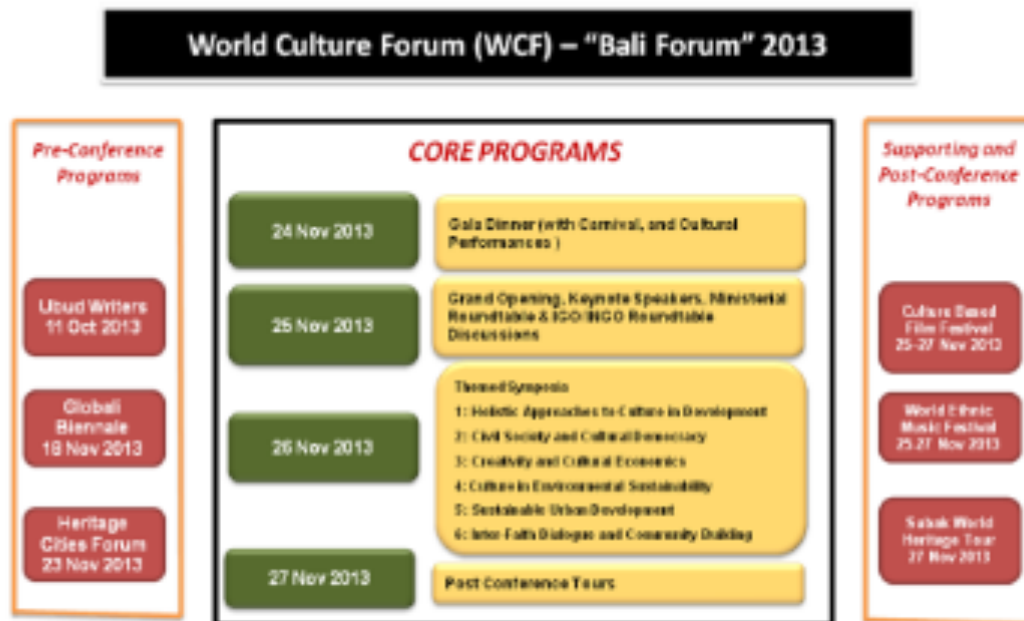 World Culture Forum (WCF) – “Bali Forum” 2013
Pre-Conference
Programs
Ubud Writers
11 Oct 2013
Globali
Biennale
18 Nov 2013
Heritage
Cities Forum
23 Nov 2013
CORE PROGRAMS
24 Nov 2013
Gala Dinner (with Carnival, and Cultural
Performances )
25 Nov 2013
Grand Opening, Keynote Speakers, Ministerial
Roundtable & IGO/INGO Roundtable
Discussions
26 Nov 2013
Themed Symposia
1: Holistic Approaches to Culture in Development
2: Civil Society and Cultural Democracy
3: Creativity and Cultural Economics
4: Culture in Environmental Sustainability
5: Sustainable Urban Development
6: Inter-Faith Dialogue and Community Building
27 Nov 2013
Post Conference Tours
Supporting and
Post-Conference
Programs
Culture Based
Film Festival
25-27 Nov 2013
World Ethnic
Music Festival
25-27 Nov 2013
Subak World
Heritage Tour
27 Nov 2013